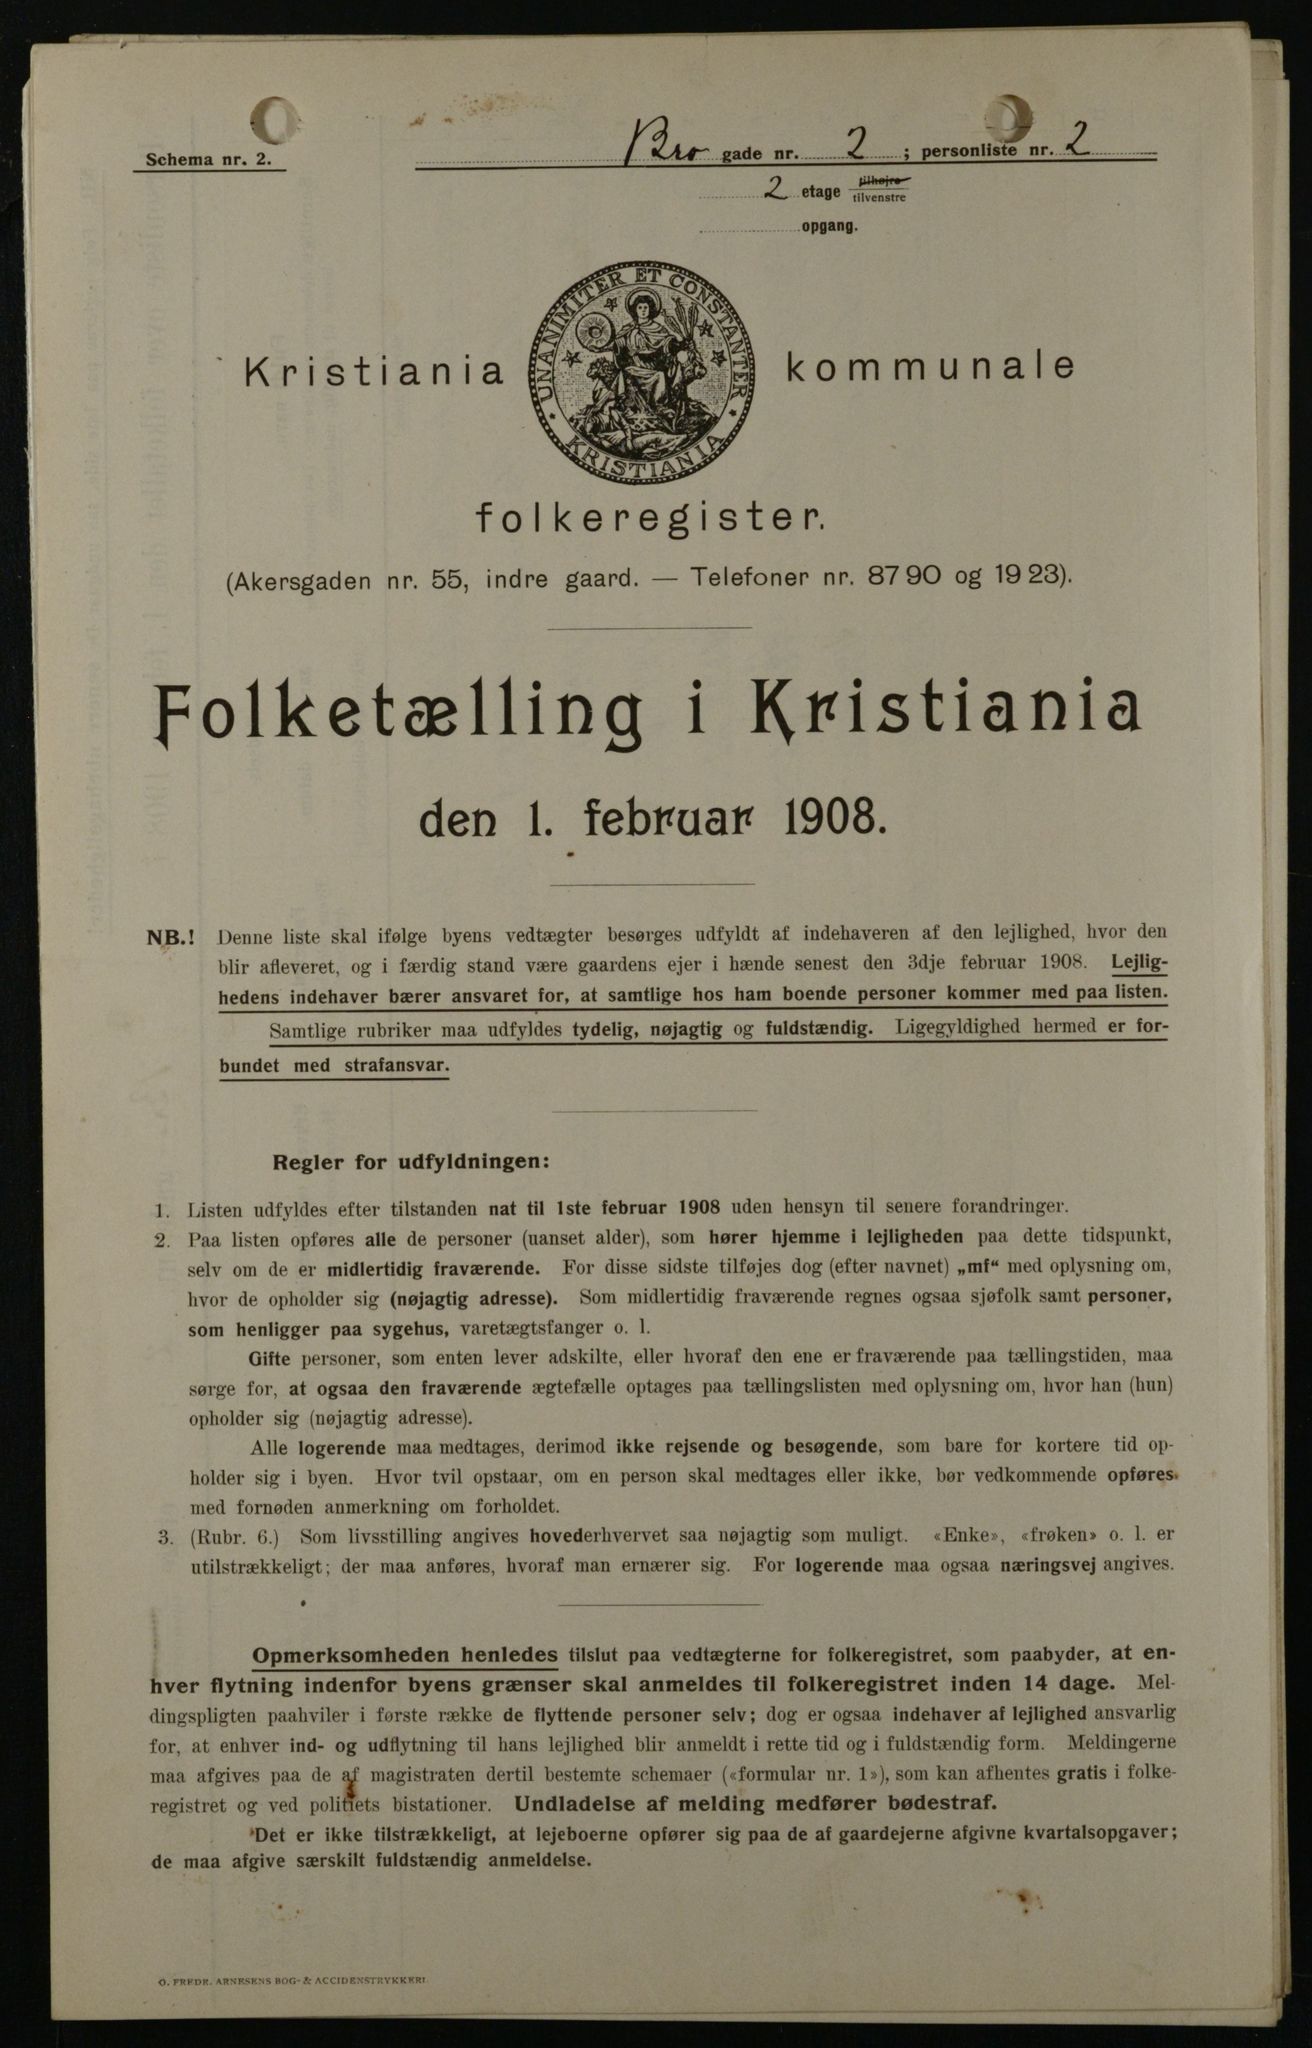 Schema nr. 2.
Bro gade nr. 2 ; personliste nr. 2
2 etage tilhøjre
tilvenstre
opgang.
UNANIMITER ET CONSTANTER
KRISTIANIA
Kristiania kommunale
folkeregister.
(Akersgaden nr. 55, indre gaard. — Telefoner nr. 87 90 og 19 23).
Folketælling i Kristiania
den 1. februar 1908.
NB.! Denne liste skal ifølge byens vedtægter besørges udfyldt af indehaveren af den lejlighed, hvor den
blir afleveret, og i færdig stand være gaardens ejer i hænde senest den 3dje februar 1908. Lejlig-
hedens indehaver bærer ansvaret for, at samtlige hos ham boende personer kommer med paa listen.
Samtlige rubriker maa udfyldes tydelig, nøjagtig og fuldstændig. Ligegyldighed hermed er for-
bundet med strafansvar.
Regler for udfyldningen:
1. Listen udfyldes efter tilstanden nat til 1ste februar 1908 uden hensyn til senere forandringer.
2. Paa listen opføres alle de personer (uanset alder), som hører hjemme i lejligheden paa dette tidspunkt,
selv om de er midlertidig fraværende. For disse sidste tilføjes dog (efter navnet) „mf“ med oplysning om,
hvor de opholder sig (nøjagtig adresse). Som midlertidig fraværende regnes ogsaa sjøfolk samt personer,
som henligger paa sygehus, varetægtsfanger o. l.
Gifte personer, som enten lever adskilte, eller hvoraf den ene er fraværende paa tællingstiden, maa
sørge for, at ogsaa den fraværende ægtefælle optages paa tællingslisten med oplysning om, hvor han (hun)
opholder sig (nøjagtig adresse).
Alle logerende maa medtages, derimod ikke rejsende og besøgende, som bare for kortere tid op-
holder sig i byen. Hvor tvil opstaar, om en person skal medtages eller ikke, bør vedkommende opføres
med fornøden anmerkning om forholdet.
3. (Rubr. 6.) Som livsstilling angives hovederhvervet saa nøjagtig som muligt. «Enke», «frøken» o. l. er
utilstrækkeligt; der maa anføres, hvoraf man ernærer sig. For logerende maa ogsaa næringsvej angives.
Opmerksomheden henledes tilslut paa vedtægterne for folkeregistret, som paabyder, at en-
hver flytning indenfor byens grænser skal anmeldes til folkeregistret inden 14 dage. Mel-
dingspligten paahviler i første række de flyttende personer selv; dog er ogsaa indehaver af lejlighed ansvarlig
for, at enhver ind- og udflytning til hans lejlighed blir anmeldt i rette tid og i fuldstændig form. Meldingerne
maa afgives paa de af magistraten dertil bestemte schemaer («formular nr. 1»), som kan afhentes gratis i folke-
registret og ved politiets bistationer. Undladelse af melding medfører bødestraf.
Det er ikke tilstrækkeligt, at lejeboerne opfører sig paa de af gaardejerne afgivne kvartalsopgaver;
de maa afgive særskilt fuldstændig anmeldelse.
O. FREDR. ARNESENS BOG- & ACCIDENSTRYKKERI.